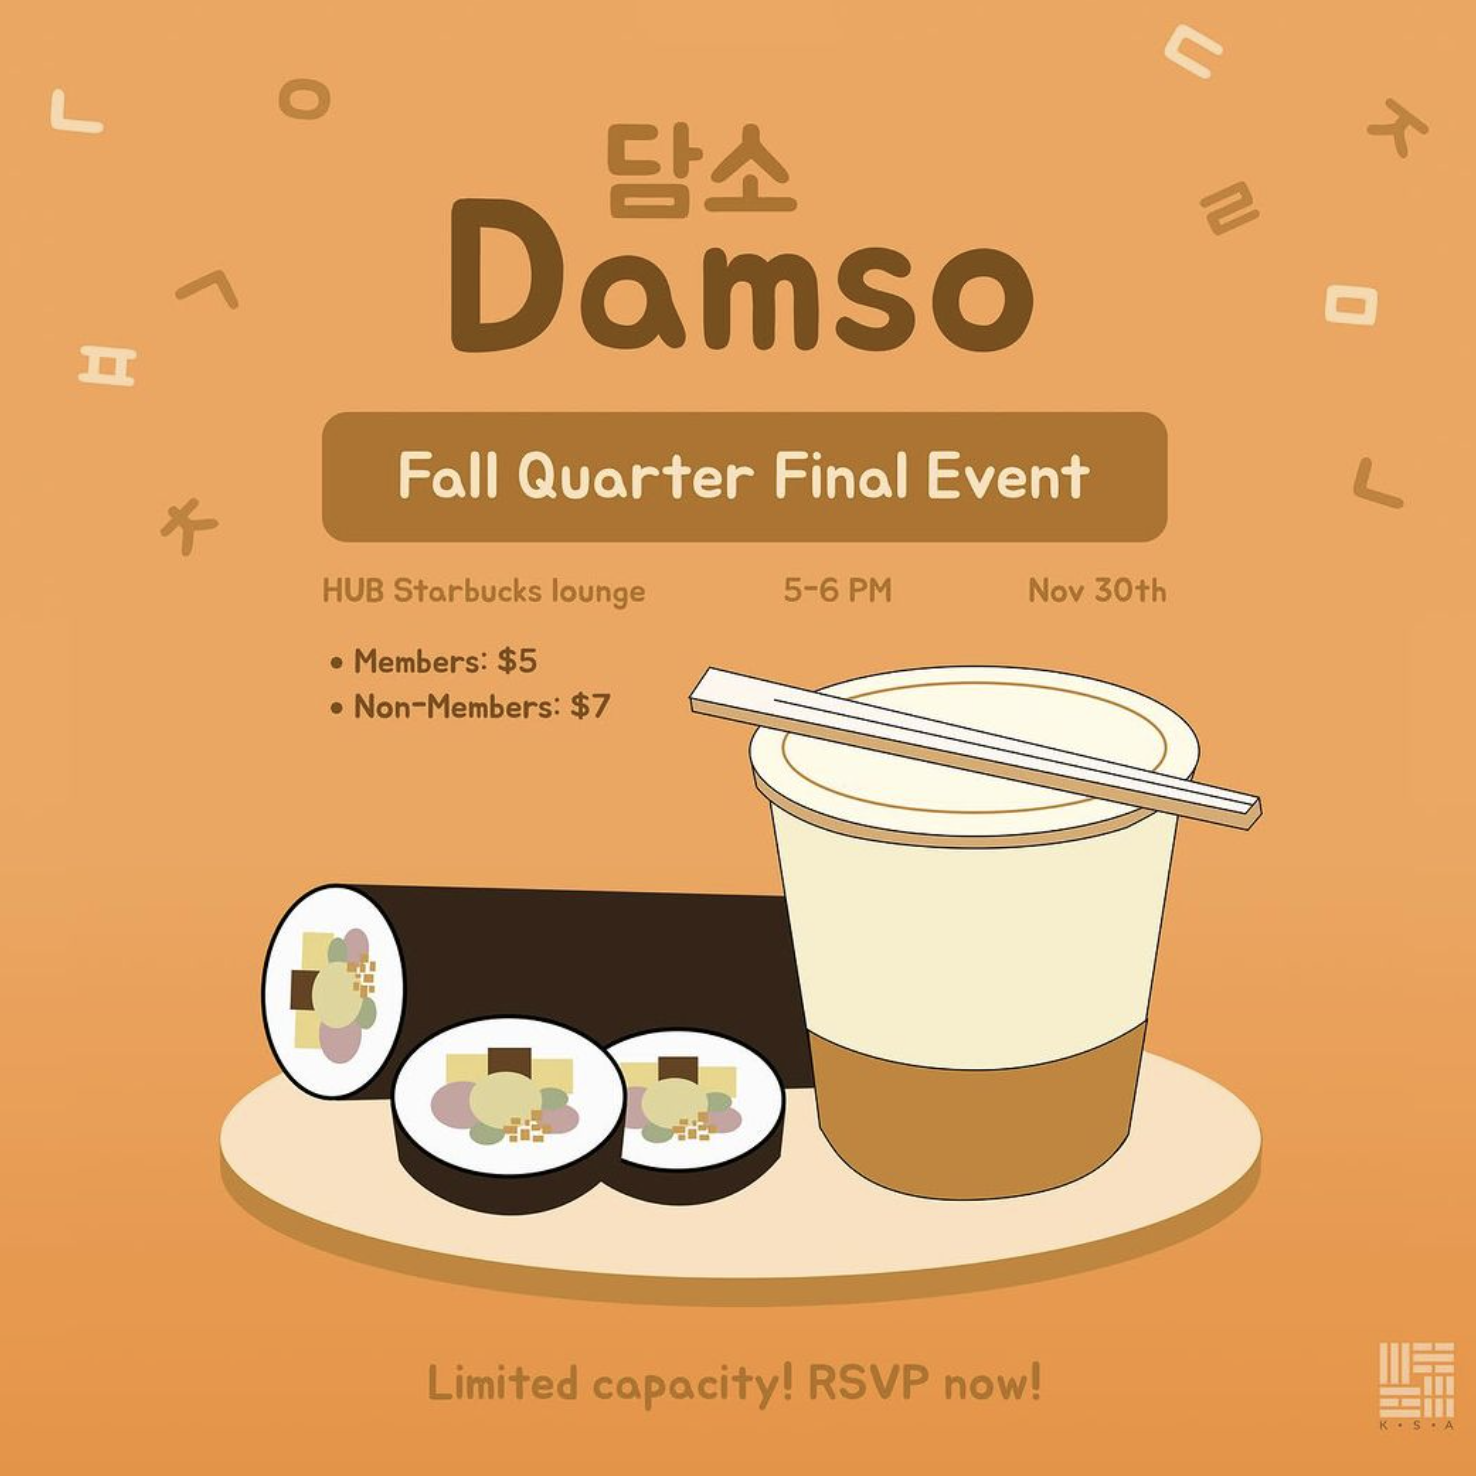 ㄴ
ㅇ
ㄷ
ㅈ
ㄹ
ㄱ
ㅁ
ㅍ
ㅊ
ㄴ
담소
Damso
Fall Quarter Final Event
HUB Starbucks lounge 5-6 PM Nov 30th
• Members: $5
• Non-Members: $7
Limited capacity! RSVP now!
K·S·A